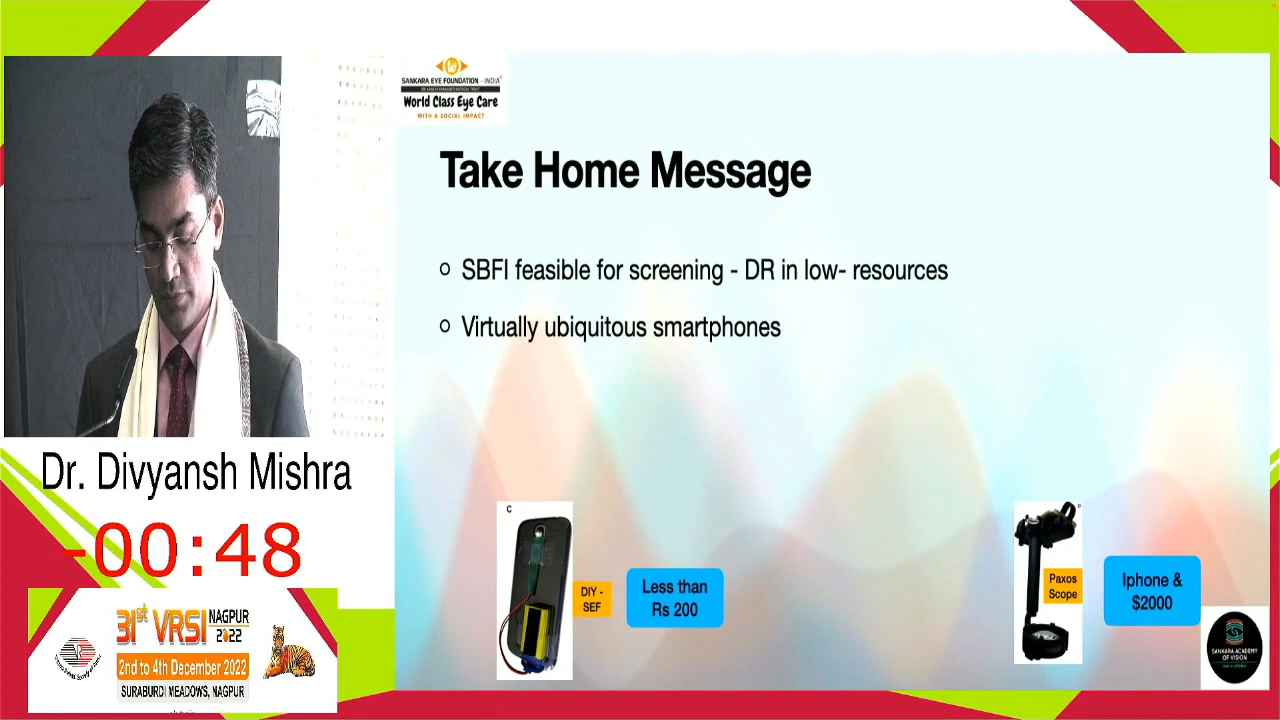 SANKARA EYE FOUNDATION - INDIA
World Class Eye Care
WITH A SOCIAL IMPACT
Take Home Message
SBFI feasible for screening - DR in low- resources
Virtually ubiquitous smartphones
C
DIY -
SEF
Less than
Rs 200
Paxos
Scope
Iphone &
$2000
SANKARA ACADEMY
OF VISION
Dr. Divyansh Mishra
-00:48
31st VRSI NAGPUR
2022
2nd to 4th December 2022
SURABURDI MEADOWS, NAGPUR